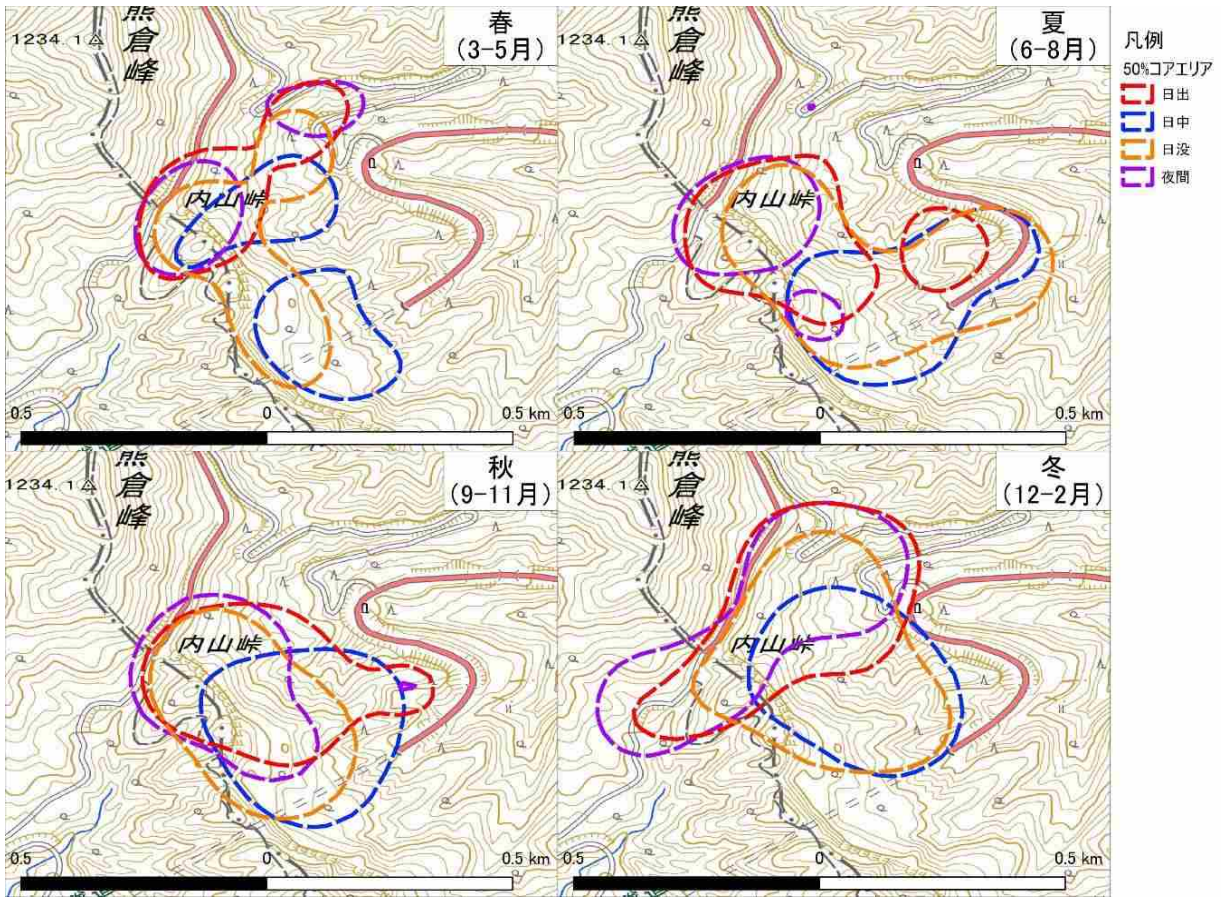 春
(3-5月)
1234.1
熊倉峰
内山峠
0.5
0
0.5 km
夏
(6-8月)
1234.1
熊倉峰
内山峠
0.5
0
0.5 km
凡例
50%コアエリア
日出
日中
日没
夜間
秋
(9-11月)
1234.1
熊倉峰
内山峠
0.5
0
0.5 km
冬
(12-2月)
1234.1
熊倉峰
内山峠
0.5
0
0.5 km